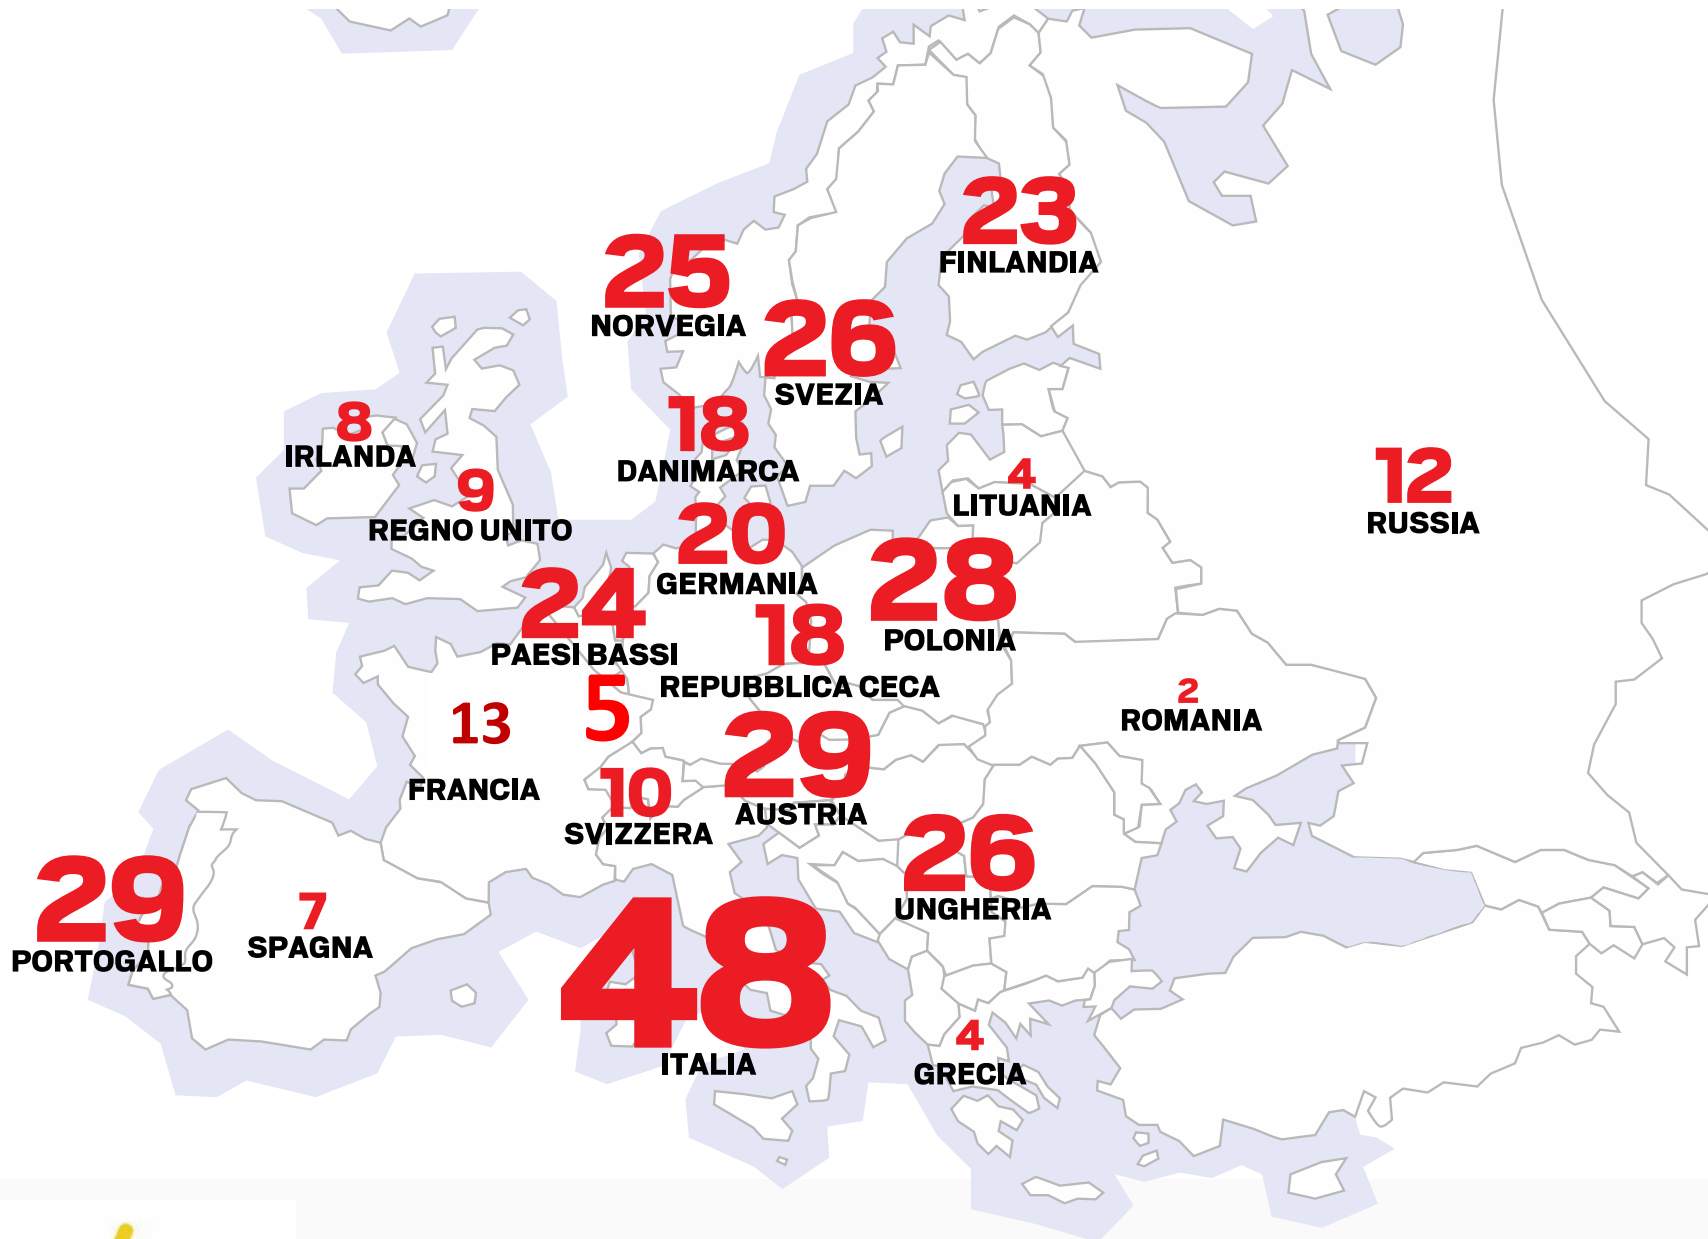 23
FINLANDIA
25
NORVEGIA
26
SVEZIA
18
DANIMARCA
8
IRLANDA
9
REGNO UNITO
4
LITUANIA
12
RUSSIA
20
GERMANIA
28
POLONIA
24
PAESI BASSI
18
REPUBBLICA CECA
5
13
FRANCIA
2
ROMANIA
29
AUSTRIA
10
SVIZZERA
26
UNGHERIA
29
PORTOGALLO
7
SPAGNA
48
ITALIA
4
GRECIA